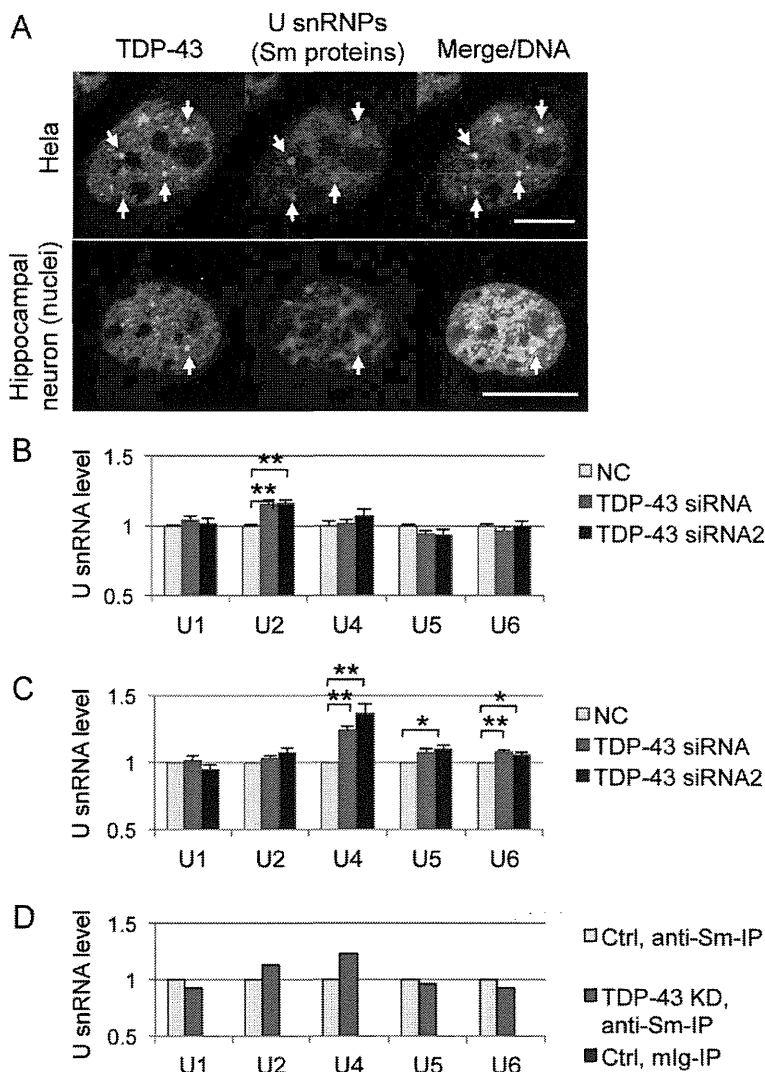 A
TDP-43
U snRNPs
(Sm proteins)
Merge/DNA
Hela
Hippocampal
neuron (nuclei)
B
U snRNA level
1.5
1
0.5
**
**
U1 U2 U4 U5 U6
NC
TDP-43 siRNA
TDP-43 siRNA2
C
U snRNA level
1.5
1
0.5
**
**
*
*
**
U1 U2 U4 U5 U6
NC
TDP-43 siRNA
TDP-43 siRNA2
D
U snRNA level
1.5
1
0.5
U1 U2 U4 U5 U6
Ctrl, anti-Sm-IP
TDP-43 KD,
anti-Sm-IP
Ctrl, mIg-IP